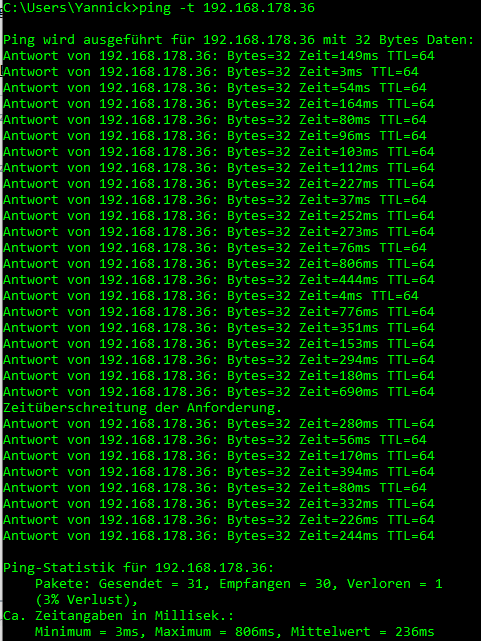 C:\Users\Yannick>ping -t 192.168.178.36
Ping wird ausgeführt für 192.168.178.36 mit 32 Bytes Daten:
Antwort von 192.168.178.36: Bytes=32 Zeit=149ms TTL=64
Antwort von 192.168.178.36: Bytes=32 Zeit=3ms TTL=64
Antwort von 192.168.178.36: Bytes=32 Zeit=54ms TTL=64
Antwort von 192.168.178.36: Bytes=32 Zeit=164ms TTL=64
Antwort von 192.168.178.36: Bytes=32 Zeit=80ms TTL=64
Antwort von 192.168.178.36: Bytes=32 Zeit=96ms TTL=64
Antwort von 192.168.178.36: Bytes=32 Zeit=103ms TTL=64
Antwort von 192.168.178.36: Bytes=32 Zeit=112ms TTL=64
Antwort von 192.168.178.36: Bytes=32 Zeit=227ms TTL=64
Antwort von 192.168.178.36: Bytes=32 Zeit=37ms TTL=64
Antwort von 192.168.178.36: Bytes=32 Zeit=252ms TTL=64
Antwort von 192.168.178.36: Bytes=32 Zeit=273ms TTL=64
Antwort von 192.168.178.36: Bytes=32 Zeit=76ms TTL=64
Antwort von 192.168.178.36: Bytes=32 Zeit=806ms TTL=64
Antwort von 192.168.178.36: Bytes=32 Zeit=444ms TTL=64
Antwort von 192.168.178.36: Bytes=32 Zeit=4ms TTL=64
Antwort von 192.168.178.36: Bytes=32 Zeit=776ms TTL=64
Antwort von 192.168.178.36: Bytes=32 Zeit=351ms TTL=64
Antwort von 192.168.178.36: Bytes=32 Zeit=153ms TTL=64
Antwort von 192.168.178.36: Bytes=32 Zeit=294ms TTL=64
Antwort von 192.168.178.36: Bytes=32 Zeit=180ms TTL=64
Antwort von 192.168.178.36: Bytes=32 Zeit=690ms TTL=64
Zeitüberschreitung der Anforderung.
Antwort von 192.168.178.36: Bytes=32 Zeit=280ms TTL=64
Antwort von 192.168.178.36: Bytes=32 Zeit=56ms TTL=64
Antwort von 192.168.178.36: Bytes=32 Zeit=170ms TTL=64
Antwort von 192.168.178.36: Bytes=32 Zeit=394ms TTL=64
Antwort von 192.168.178.36: Bytes=32 Zeit=80ms TTL=64
Antwort von 192.168.178.36: Bytes=32 Zeit=332ms TTL=64
Antwort von 192.168.178.36: Bytes=32 Zeit=226ms TTL=64
Antwort von 192.168.178.36: Bytes=32 Zeit=244ms TTL=64
Ping-Statistik für 192.168.178.36:
Pakete: Gesendet = 31, Empfangen = 30, Verloren = 1
(3% Verlust),
Ca. Zeitangaben in Millisek.:
Minimum = 3ms, Maximum = 806ms, Mittelwert = 236ms